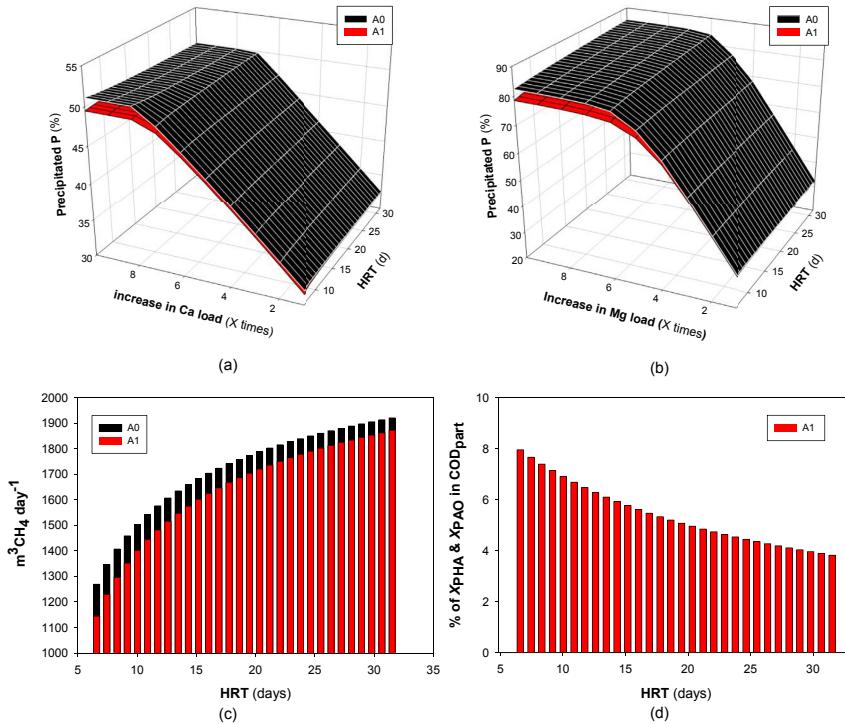 A0
A1
55
50
45
40
35
30
Precipitated P (%)
8
6
4
2
increase in Ca load (X times)
10
15
20
25
30
HRT (d)
(a)
A0
A1
90
80
70
60
50
40
30
20
Precipitated P (%)
8
6
4
2
Increase in Mg load (X times)
10
15
20
25
30
HRT (d)
(b)
2000
1900
1800
1700
1600
1500
1400
1300
1200
1100
1000
m³CH₄ day⁻¹
A0
A1
5 10 15 20 25 30 35
HRT (days)
(c)
10
8
6
4
2
0
% of XPHA & XPAO in CODpart
A1
5 10 15 20 25 30
HRT (days)
(d)